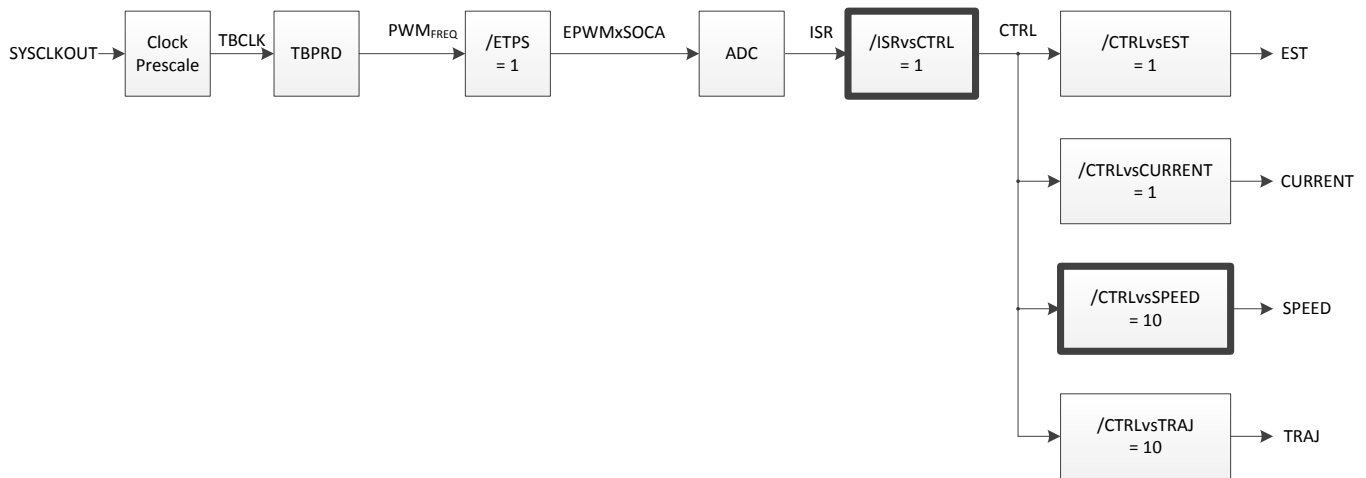 SYSCLKOUT
Clock
Prescale
TBCLK
TBPRD
PWMFREQ
/ETPS
= 1
EPWMxSOCA
ADC
ISR
/ISRvsCTRL
= 1
CTRL
/CTRLvsEST
= 1
EST
/CTRLvsCURRENT
= 1
CURRENT
/CTRLvsSPEED
= 10
SPEED
/CTRLvsTRAJ
= 10
TRAJ